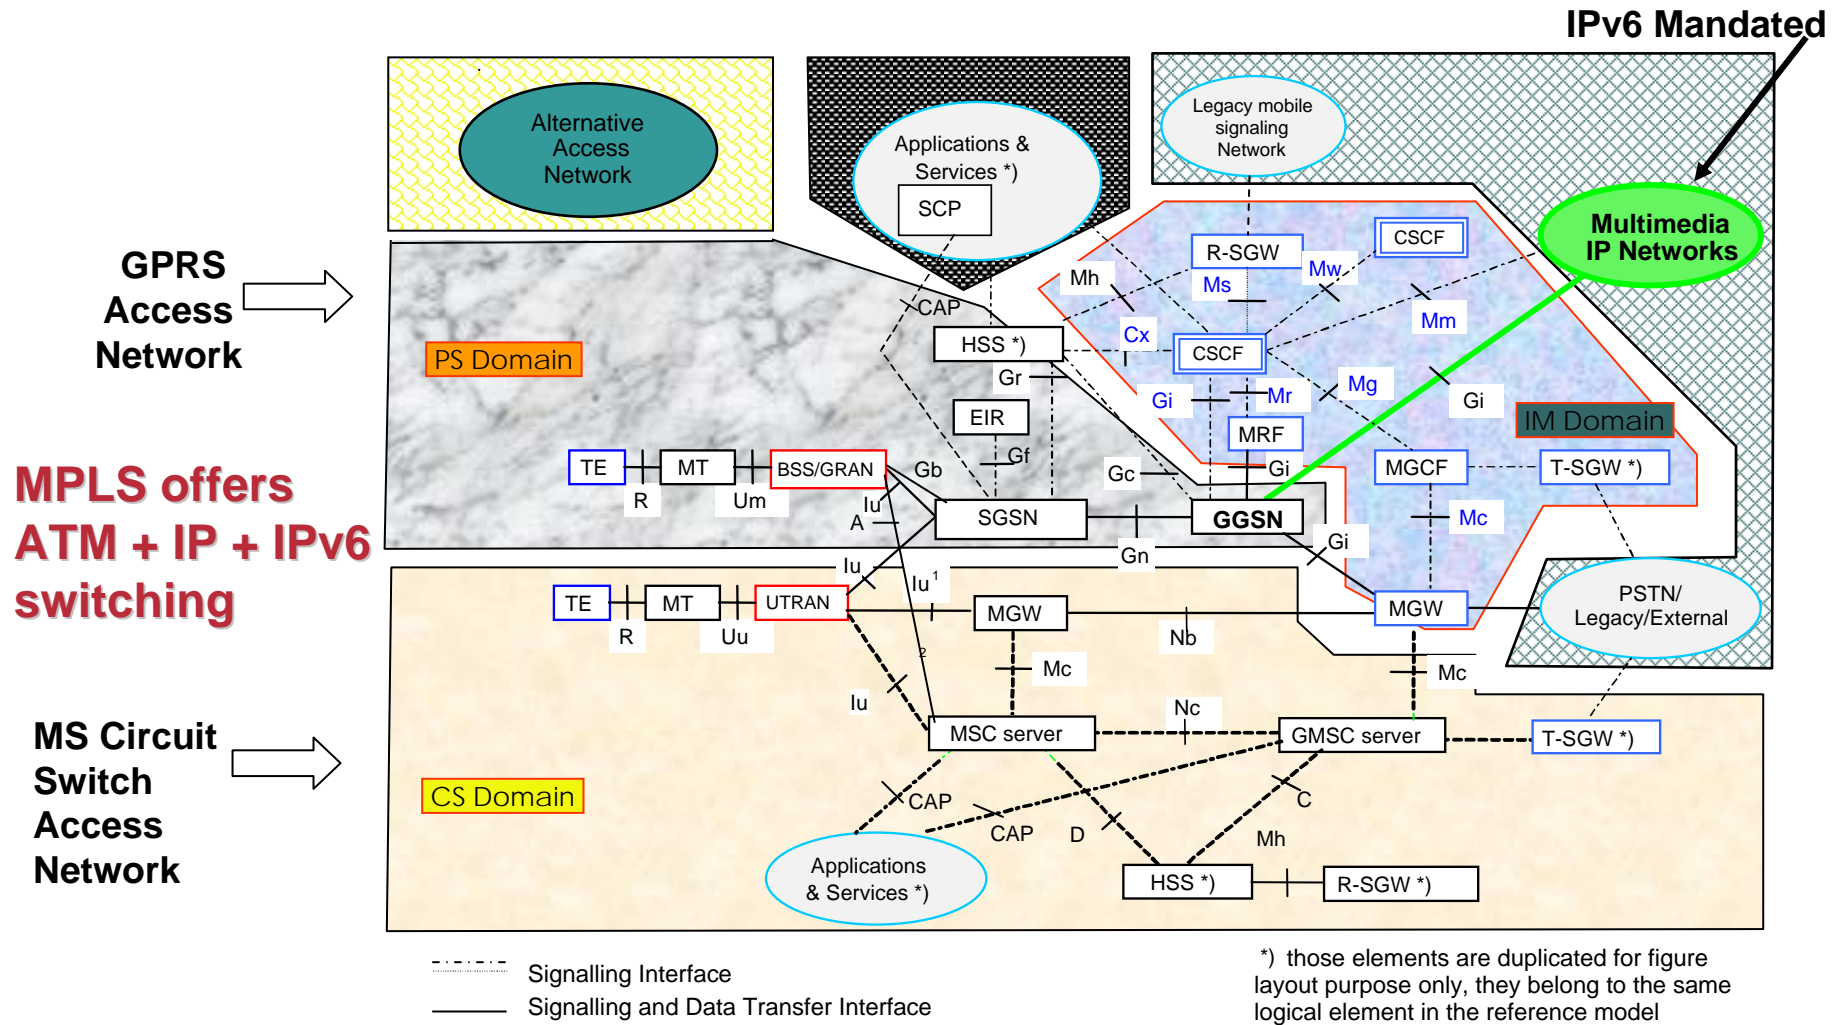 IPv6 Mandated
Alternative
Access
Network
Applications &
Services *)
SCP
Legacy mobile
signaling
Network
Multimedia
IP Networks
GPRS
Access
Network
R-SGW
CSCF
Mh
Ms
Mw
Mm
CAP
Cx
PS Domain
HSS *)
CSCF
Gr
Gi
Mr
Mg
Gi
IM Domain
EIR
MRF
Gf
Gc
Gi
MGCF
T-SGW *)
TE
MT
BSS/GRAN
Gb
R
Um
Iu
A
SGSN
GGSN
Mc
Gn
Gi
MPLS offers
ATM + IP + IPv6
switching
Iu
Iu 1
TE
MT
UTRAN
MGW
MGW
PSTN/
Legacy/External
R
Uu
Nb
2
Mc
Mc
Iu
Nc
MSC server
GMSC server
T-SGW *)
MS Circuit
Switch
Access
Network
CS Domain
CAP
CAP
D
C
Mh
Applications
& Services *)
HSS *)
R-SGW *)
Signalling Interface
Signalling and Data Transfer Interface
*) those elements are duplicated for figure
layout purpose only, they belong to the same
logical element in the reference model